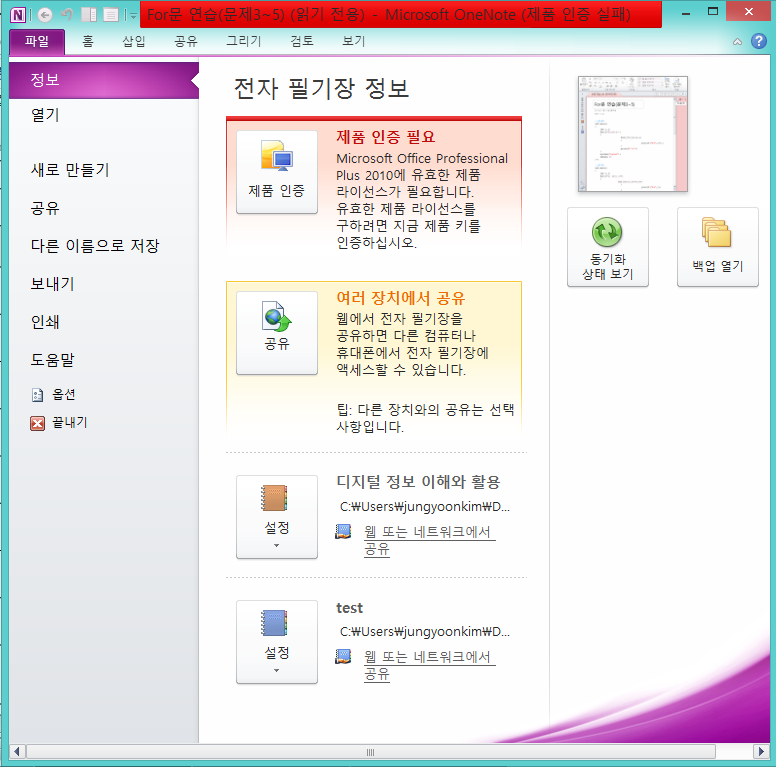 For문 연습(문제3~5) (읽기 전용) - Microsoft OneNote (제품 인증 실패)
파일 홈 삽입 공유 그리기 검토 보기
정보
열기
새로 만들기
공유
다른 이름으로 저장
보내기
인쇄
도움말
옵션
끝내기
전자 필기장 정보
제품 인증
제품 인증 필요
Microsoft Office Professional
Plus 2010에 유효한 제품
라이선스가 필요합니다.
유효한 제품 라이선스를
구하려면 지금 제품 키를
인증하십시오.
공유
여러 장치에서 공유
웹에서 전자 필기장을
공유하면 다른 컴퓨터나
휴대폰에서 전자 필기장에
액세스할 수 있습니다.
팁: 다른 장치와의 공유는 선택
사항입니다.
설정
디지털 정보 이해와 활용
C:₩Users₩jungyoonkim₩D...
웹 또는 네트워크에서
공유
설정
test
C:₩Users₩jungyoonkim₩D...
웹 또는 네트워크에서
공유
동기화
상태 보기
백업 열기